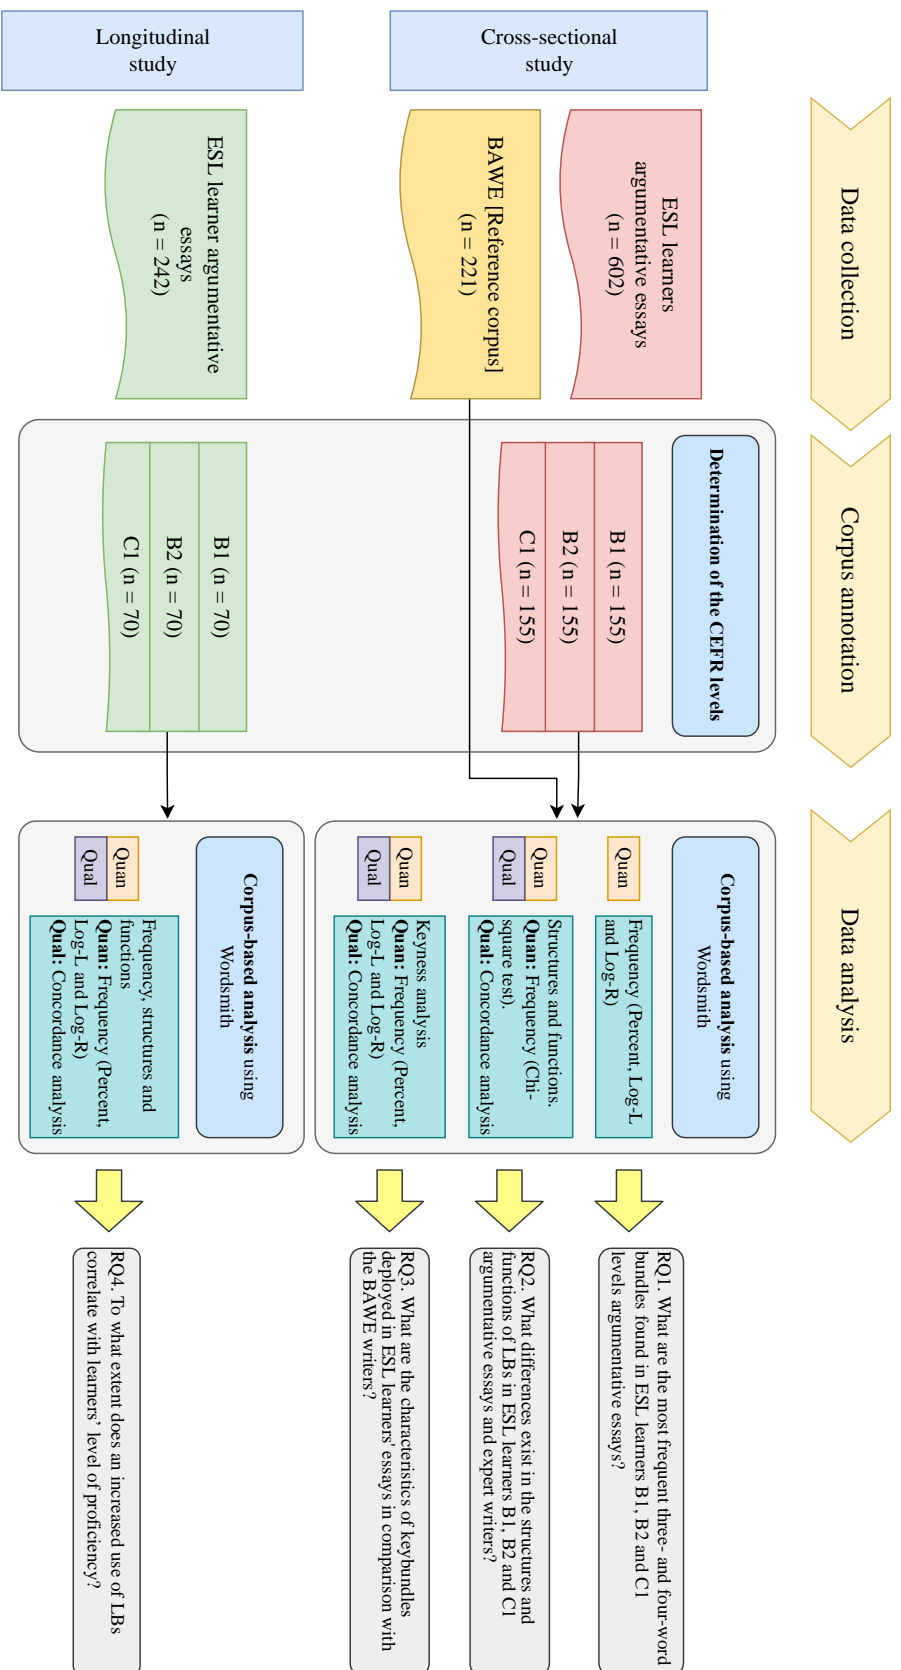 Data collection
Corpus annotation
Data analysis
Cross-sectional
study
ESL learners
argumentative essays
(n = 602)
BAWE [Reference corpus]
(n = 221)
Determination of the CEFR levels
B1 (n = 155)
B2 (n = 155)
C1 (n = 155)
Corpus-based analysis using
Wordsmith
Quan
Frequency (Percent, Log-L
and Log-R)
Quan
Qual
Structures and functions.
Quan: Frequency (Chi-
square test).
Qual: Concordance analysis
Quan
Qual
Keyness analysis
Quan: Frequency (Percent,
Log-L and Log-R)
Qual: Concordance analysis
RQ1. What are the most frequent three- and four-word
bundles found in ESL learners B1, B2 and C1
levels argumentative essays?
RQ2. What differences exist in the structures and
functions of LBs in ESL learners B1, B2 and C1
argumentative essays and expert writers?
RQ3. What are the characteristics of keybundles
deployed in ESL learners' essays in comparison with
the BAWE writers?
Longitudinal
study
ESL learner argumentative
essays
(n = 242)
B1 (n = 70)
B2 (n = 70)
C1 (n = 70)
Corpus-based analysis using
Wordsmith
Quan
Qual
Frequency, structures and
functions
Quan: Frequency (Percent,
Log-L and Log-R)
Qual: Concordance analysis
RQ4. To what extent does an increased use of LBs
correlate with learners’ level of proficiency?